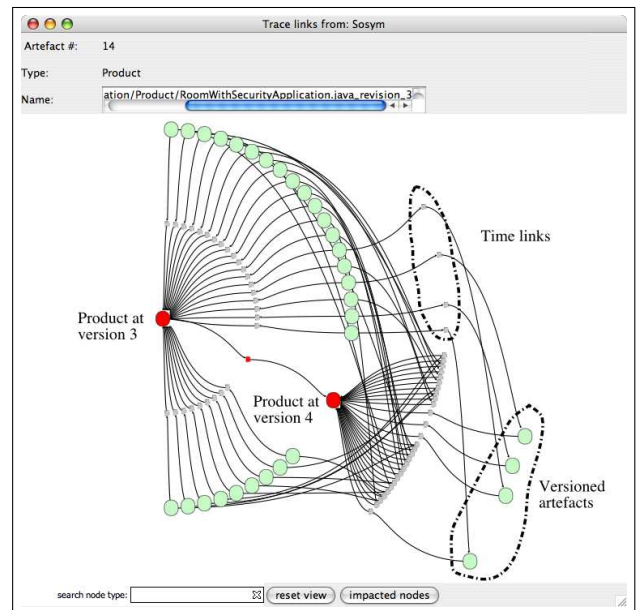 Trace links from: Sosym
Artefact #: 14
Type: Product
Name: ation/Product/RoomWithSecurityApplication.java_revision_3
Time links
Product at
version 3
Product at
version 4
Versioned
artefacts
search node type: reset view impacted nodes